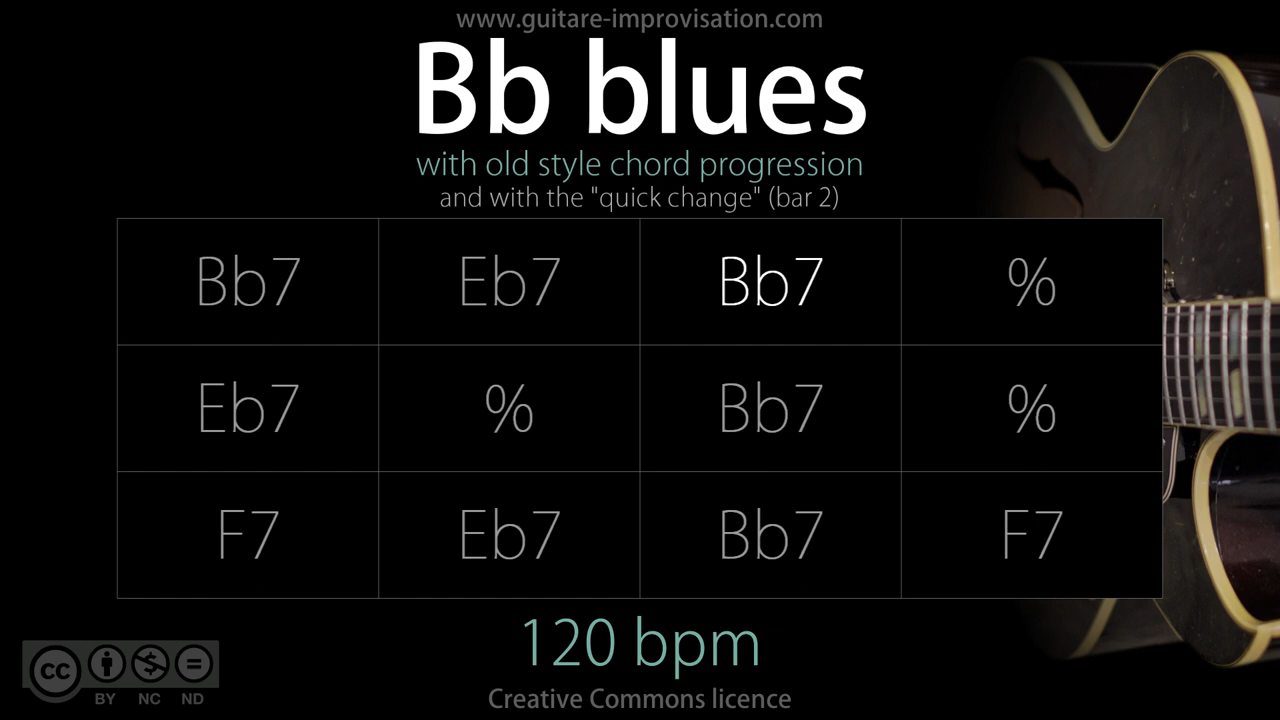 www.guitare-improvisation.com
Bb blues
with old style chord progression
and with the "quick change" (bar 2)
Bb7 Eb7 Bb7 %
Eb7 % Bb7 %
F7 Eb7 Bb7 F7
120 bpm
cc $ =
BY NC ND
Creative Commons licence